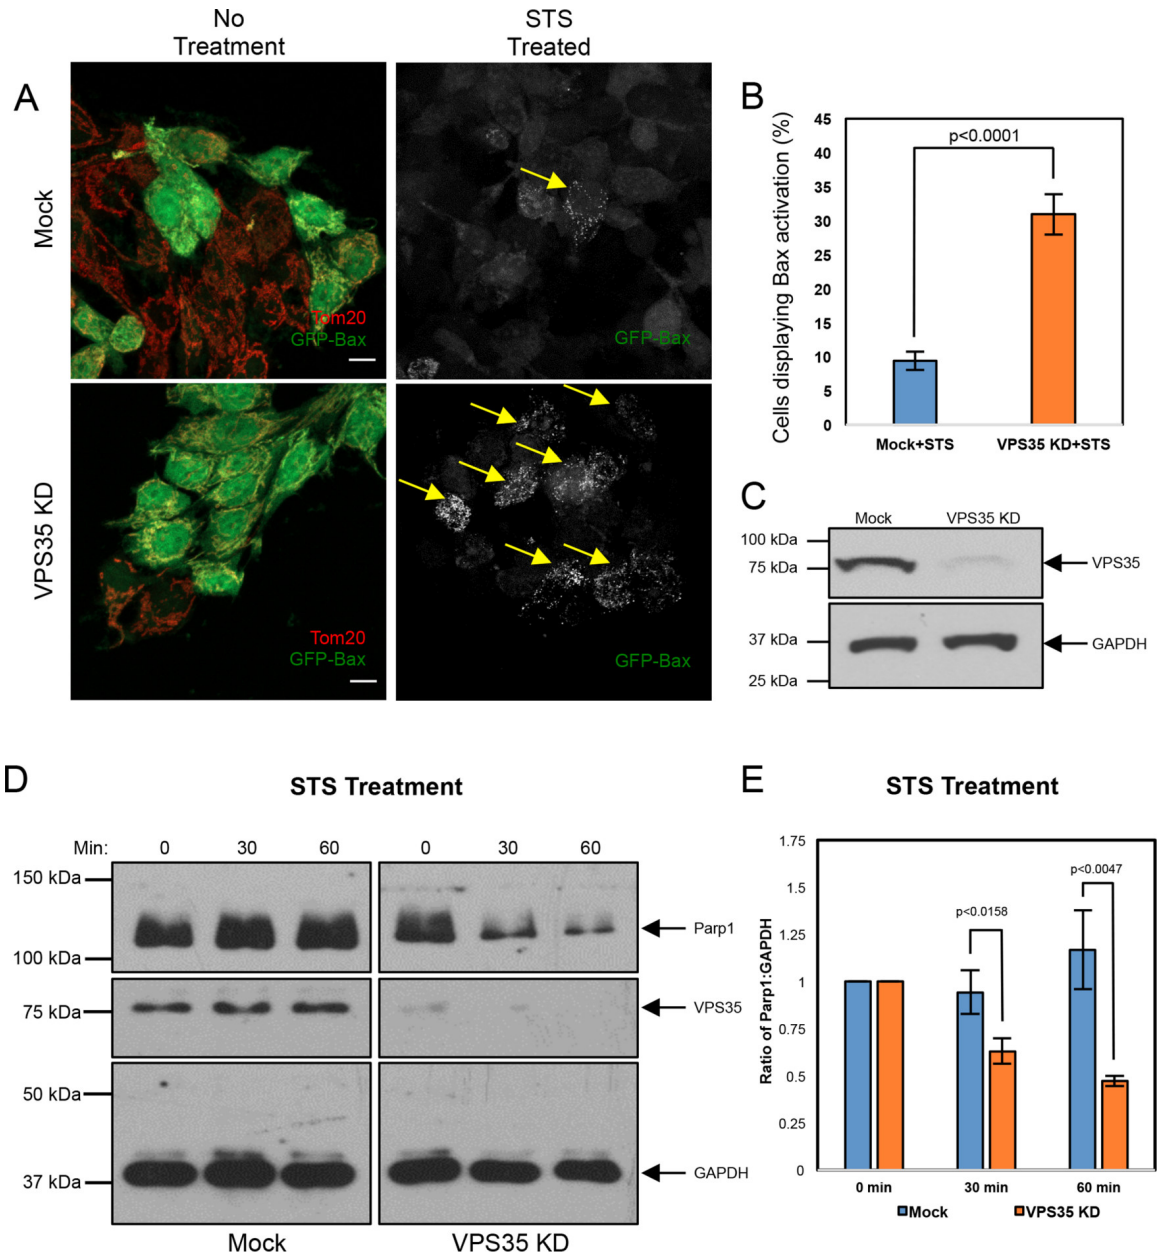 No
Treatment
STS
Treated
A
Mock
Tom20
GFP-Bax
GFP-Bax
VPS35 KD
Tom20
GFP-Bax
GFP-Bax
B
Cells displaying Bax activation (%)
45
40
35
30
25
20
15
10
5
0
p<0.0001
Mock+STS
VPS35 KD+STS
C
Mock
VPS35 KD
100 kDa
75 kDa
VPS35
37 kDa
GAPDH
25 kDa
D
STS Treatment
Min:
0
30
60
0
30
60
150 kDa
Parp1
100 kDa
75 kDa
VPS35
50 kDa
37 kDa
GAPDH
Mock
VPS35 KD
E
STS Treatment
Ratio of Parp1:GAPDH
1.75
1.5
1.25
1
0.75
0.5
0.25
0
p<0.0158
p<0.0047
0 min
30 min
60 min
Mock
VPS35 KD